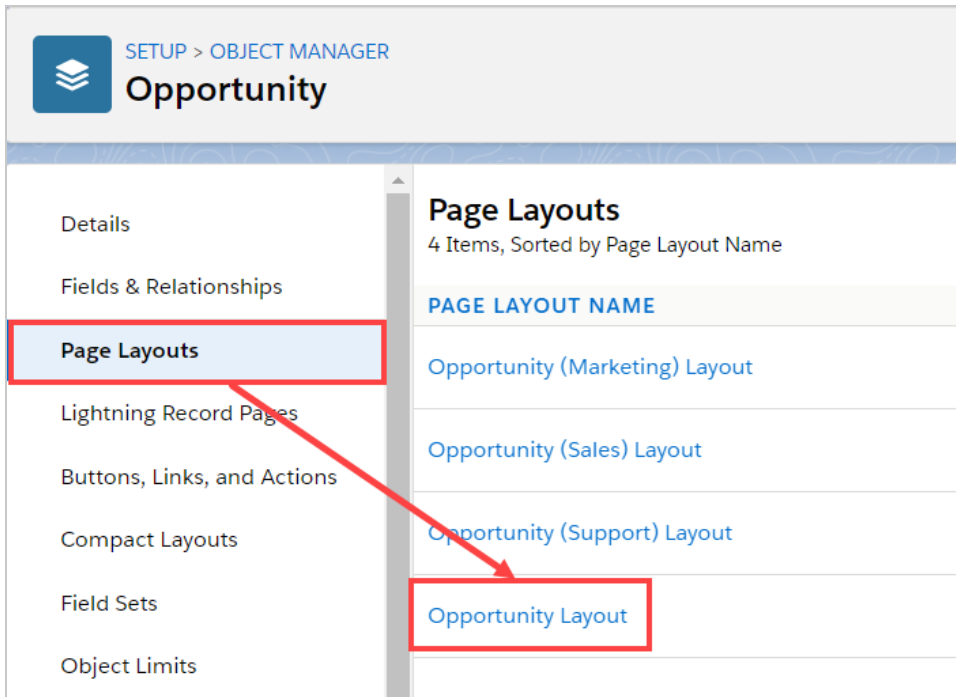 SETUP > OBJECT MANAGER
Opportunity
Details
Fields & Relationships
Page Layouts
Lightning Record Pages
Buttons, Links, and Actions
Compact Layouts
Field Sets
Object Limits
Page Layouts
4 Items, Sorted by Page Layout Name
PAGE LAYOUT NAME
Opportunity (Marketing) Layout
Opportunity (Sales) Layout
Opportunity (Support) Layout
Opportunity Layout